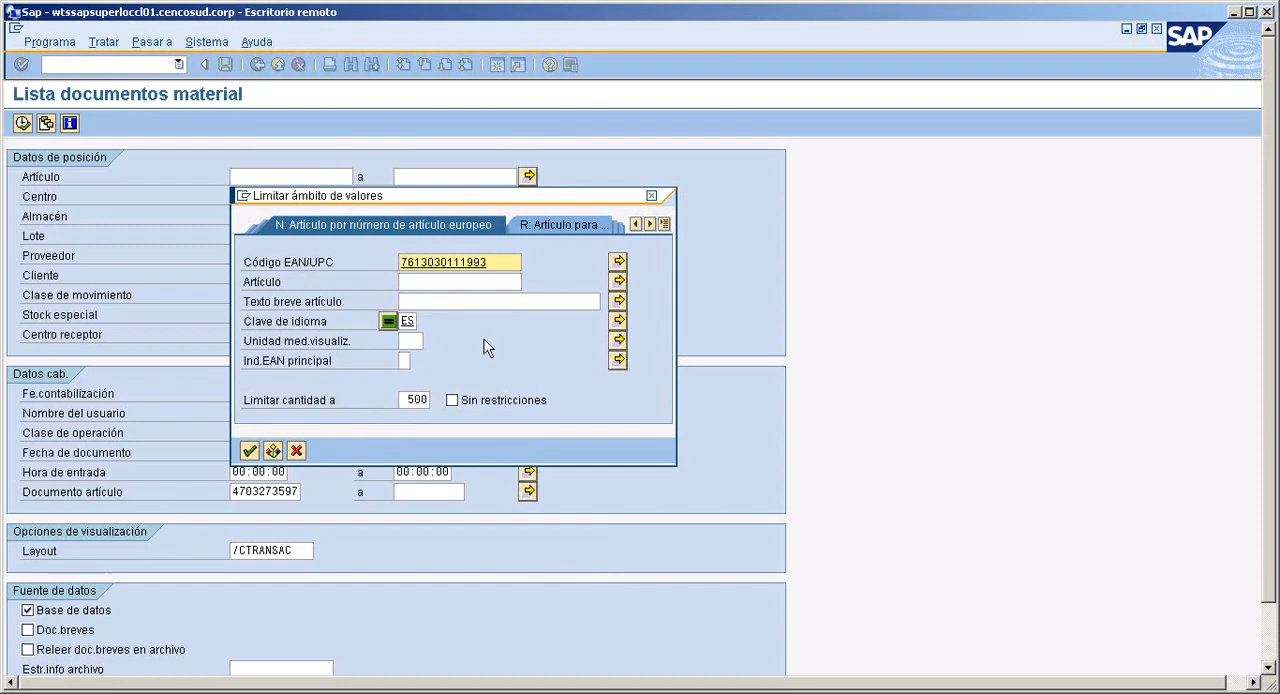 Sap - wtssapsuperloccl01.cencosud.corp - Escritorio remoto
Programa Tratar Pasar a Sistema Ayuda
SAP
Lista documentos material
Datos de posición
Artículo a
Centro
Almacén
Lote
Proveedor
Cliente
Clase de movimiento
Stock especial
Centro receptor
Limitar ámbito de valores
N: Artículo por número de artículo europeo R: Artículo para ...
Código EAN/UPC 7613030111993
Artículo
Texto breve artículo
Clave de idioma ES
Unidad med.visualiz.
Ind.EAN principal
Limitar cantidad a 500 Sin restricciones
Datos cab.
Fe.contabilización
Nombre del usuario
Clase de operación
Fecha de documento
Hora de entrada 00:00:00 a 00:00:00
Documento artículo 4703273597 a
Opciones de visualización
Layout /CTRANSAC
Fuente de datos
Base de datos
Doc.breves
Releer doc.breves en archivo
Estr.info archivo